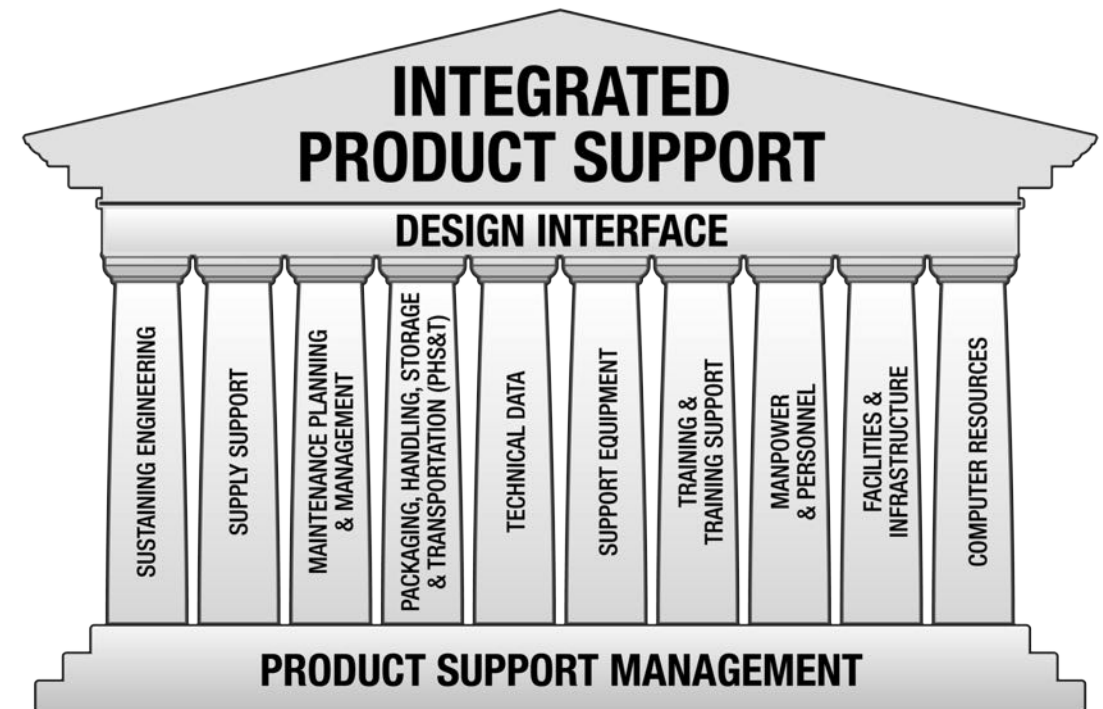 INTEGRATED
PRODUCT SUPPORT
DESIGN INTERFACE
SUSTAINING ENGINEERING
SUPPLY SUPPORT
MAINTENANCE PLANNING
& MANAGEMENT
PACKAGING, HANDLING, STORAGE
& TRANSPORTATION (PHS&T)
TECHNICAL DATA
SUPPORT EQUIPMENT
TRAINING &
TRAINING SUPPORT
MANPOWER
& PERSONNEL
FACILITIES &
INFRASTRUCTURE
COMPUTER RESOURCES
PRODUCT SUPPORT MANAGEMENT